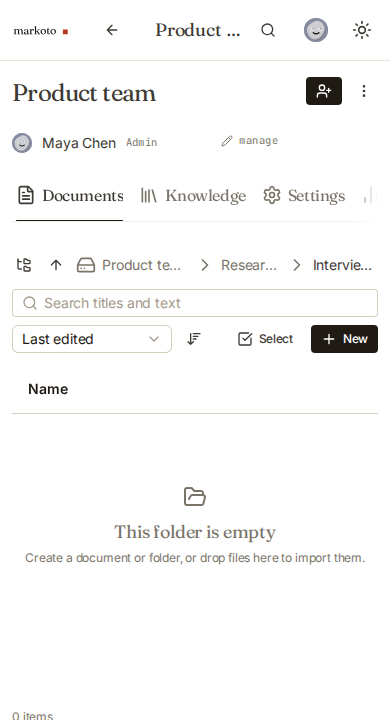 markoto
Product ...
Product team
Maya Chen Admin manage
Documents Knowledge Settings
Product te... Resear... Intervie...
Search titles and text
Last edited Select New
Name
This folder is empty
Create a document or folder, or drop files here to import them.
0 items